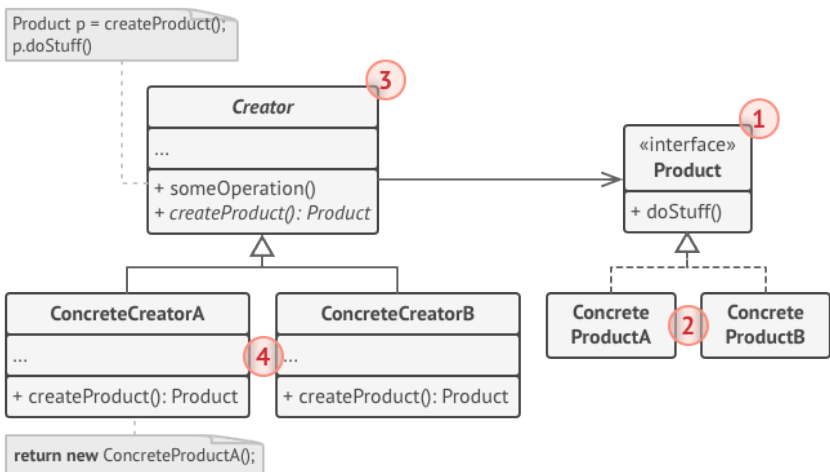 Product p = createProduct();
p.doStuff()
3
Creator
...
+ someOperation()
+ createProduct(): Product
1
«interface»
Product
+ doStuff()
ConcreteCreatorA
...
+ createProduct(): Product
4
ConcreteCreatorB
...
+ createProduct(): Product
Concrete
ProductA
2
Concrete
ProductB
return new ConcreteProductA();